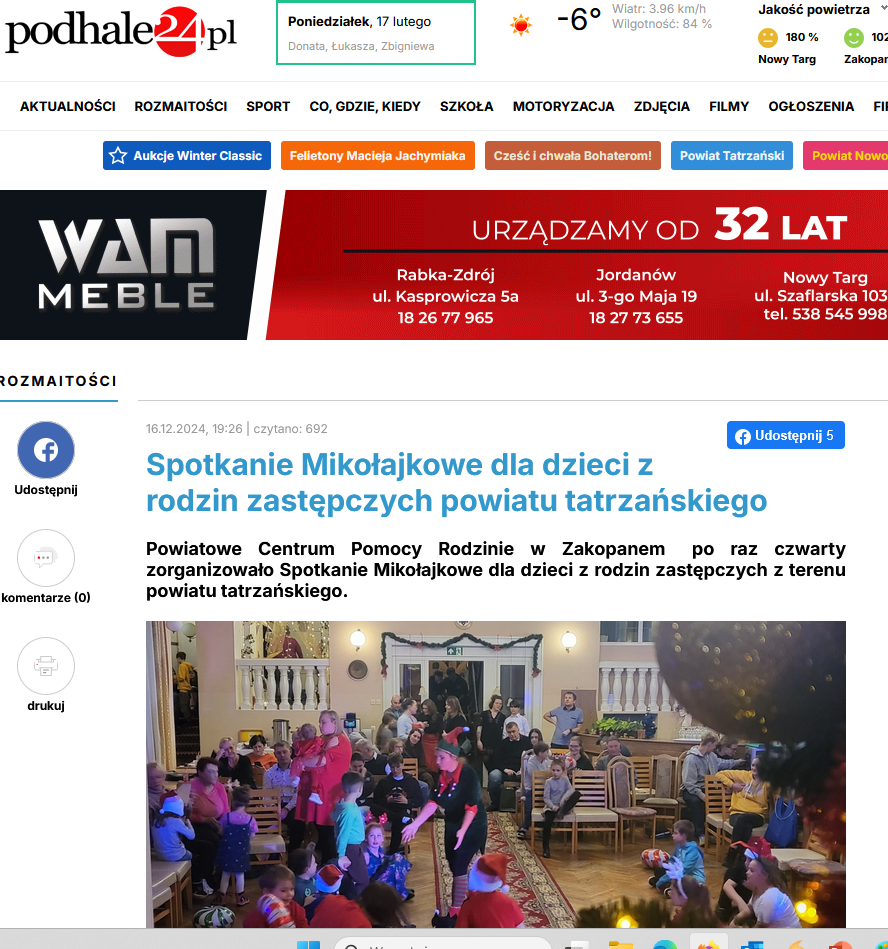 podhale24.pl
Poniedziałek, 17 lutego
Donata, Łukasza, Zbigniewa
-6°
Wiatr: 3.96 km/h
Wilgotność: 84 %
Jakość powietrza
180 %
Nowy Targ
102
Zakopan
AKTUALNOŚCI ROZMAITOŚCI SPORT CO, GDZIE, KIEDY SZKOŁA MOTORYZACJA ZDJĘCIA FILMY OGŁOSZENIA FI
Aukcje Winter Classic Felietony Macieja Jachymiaka Cześć i chwała Bohaterom! Powiat Tatrzański Powiat Nowo
WAM
MEBLE
URZĄDZAMY OD 32 LAT
Rabka-Zdrój
ul. Kasprowicza 5a
18 26 77 965
Jordanów
ul. 3-go Maja 19
18 27 73 655
Nowy Targ
ul. Szaflarska 103
tel. 538 545 998
ROZMAITOŚCI
Udostępnij
komentarze (0)
drukuj
16.12.2024, 19:26 | czytano: 692
Udostępnij 5
Spotkanie Mikołajkowe dla dzieci z
rodzin zastępczych powiatu tatrzańskiego
Powiatowe Centrum Pomocy Rodzinie w Zakopanem po raz czwarty
zorganizowało Spotkanie Mikołajkowe dla dzieci z rodzin zastępczych z terenu
powiatu tatrzańskiego.